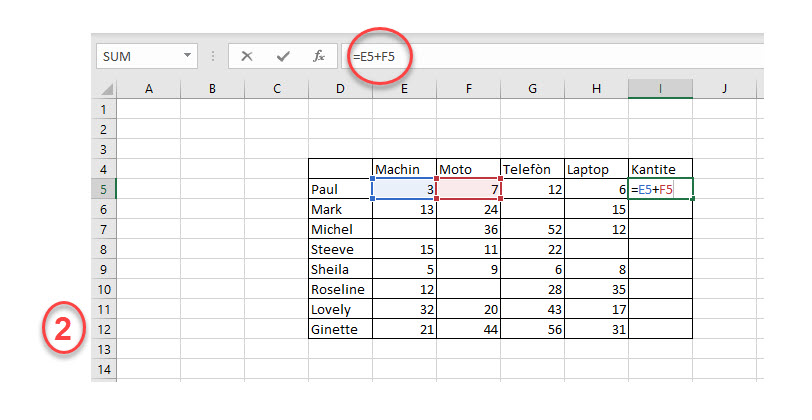 SUM fx =E5+F5
A B C D E F G H I J
1
2
3
4 Machin Moto Telefòn Laptop Kantite
5 Paul 3 7 12 6 =E5+F5
6 Mark 13 24 15
7 Michel 36 52 12
8 Steeve 15 11 22
9 Sheila 5 9 6 8
10 Roseline 12 28 35
11 Lovely 32 20 43 17
2
12 Ginette 21 44 56 31
13
14